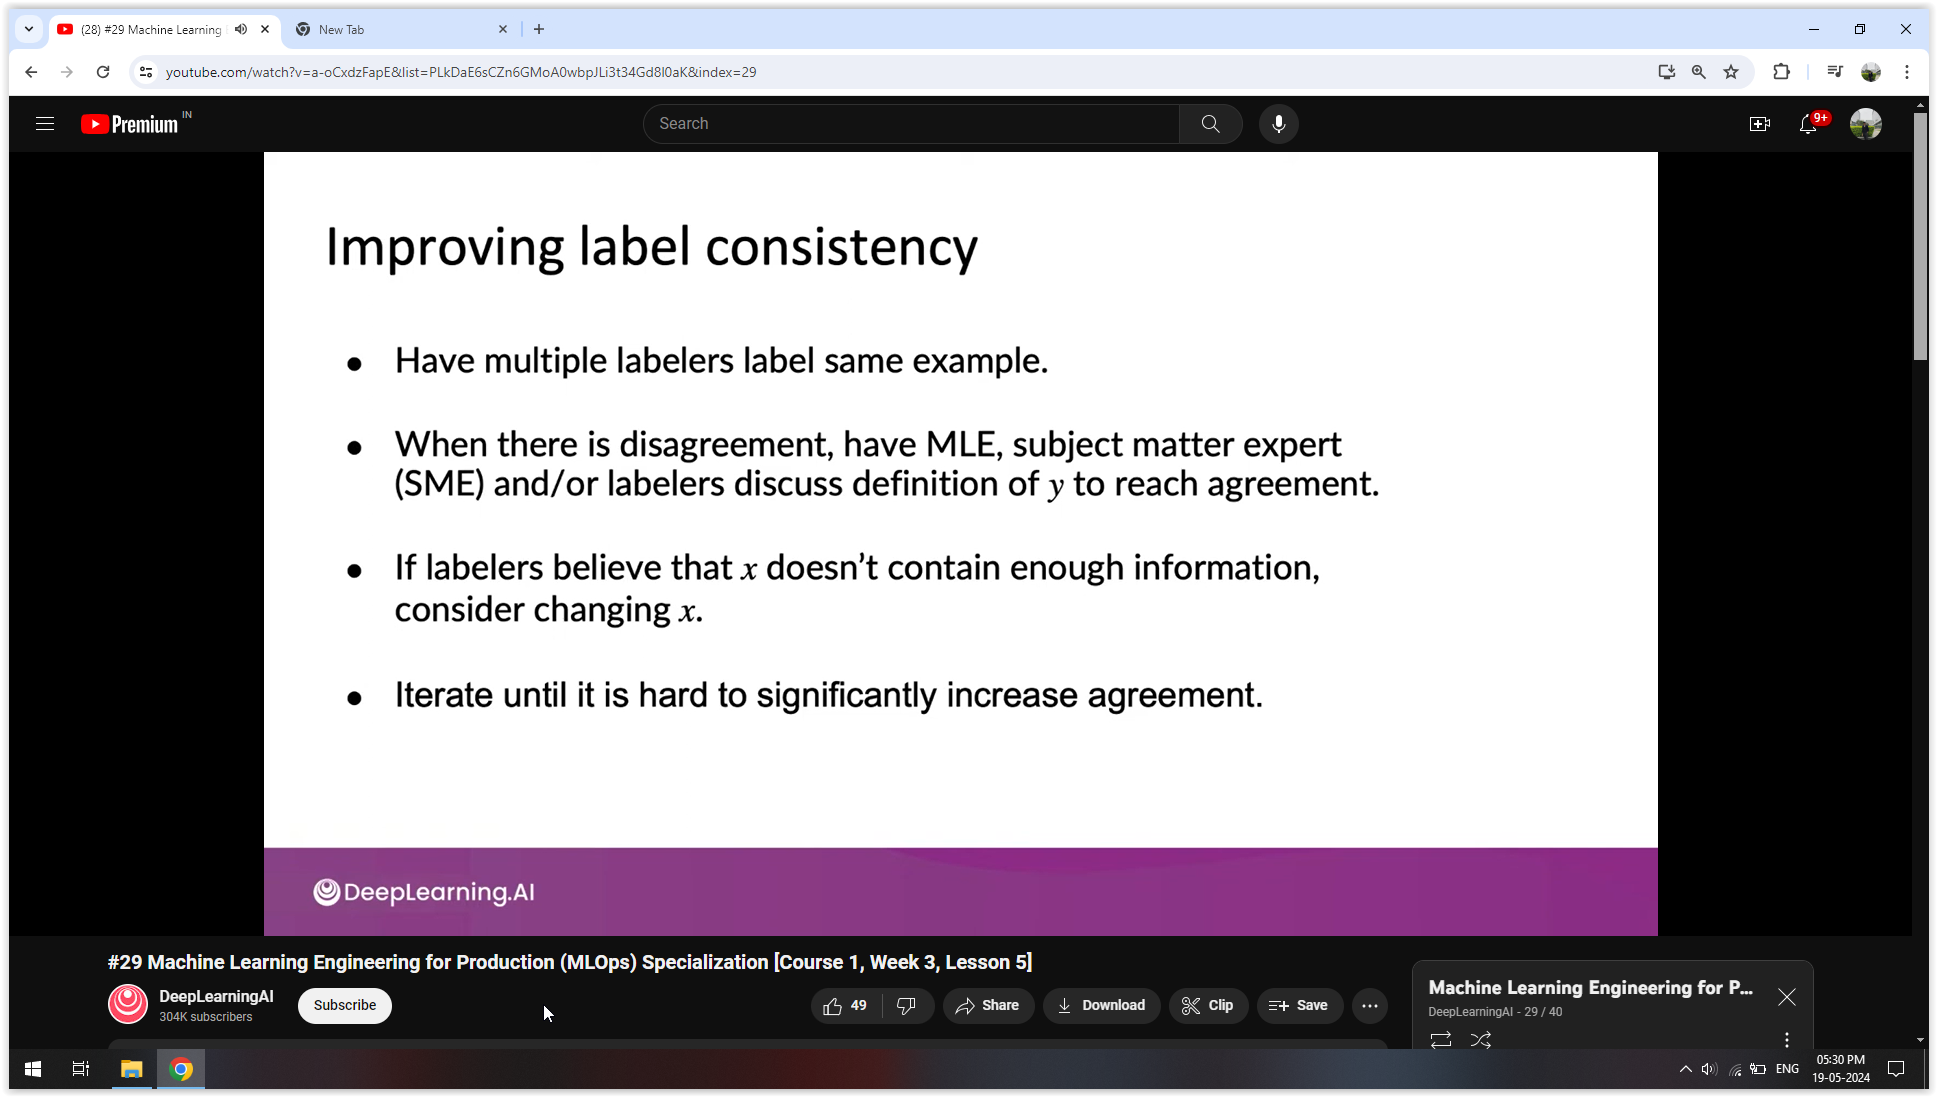 (28) #29 Machine Learning
New Tab
youtube.com/watch?v=a-oCxdzFapE&list=PLkDaE6sCZn6GMoA0wbpJLi3t34Gd8I0aK&index=29
Premium IN
Search
9+
Improving label consistency
● Have multiple labelers label same example.
● When there is disagreement, have MLE, subject matter expert
(SME) and/or labelers discuss definition of y to reach agreement.
● If labelers believe that x doesn’t contain enough information,
consider changing x.
● Iterate until it is hard to significantly increase agreement.
DeepLearning.AI
#29 Machine Learning Engineering for Production (MLOps) Specialization [Course 1, Week 3, Lesson 5]
DeepLearningAI
304K subscribers
Subscribe
49
Share
Download
Clip
Save
Machine Learning Engineering for P...
DeepLearningAI - 29 / 40
ENG
05:30 PM
19-05-2024